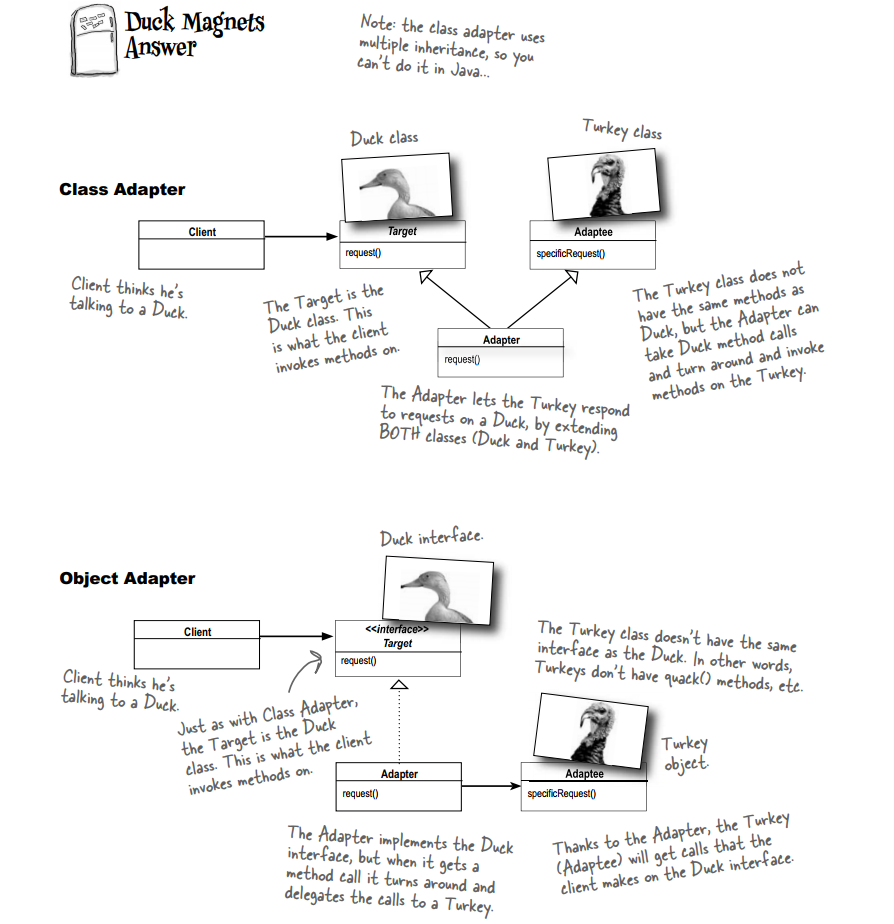 Duck Magnets
Answer
Note: the class adapter uses
multiple inheritance, so you
can't do it in Java...
Duck class
Turkey class
Class Adapter
Client
Target
request()
Adaptee
specificRequest()
Client thinks he's
talking to a Duck.
The Target is the
Duck class. This
is what the client
invokes methods on.
Adapter
request()
The Turkey class does not
have the same methods as
Duck, but the Adapter can
take Duck method calls
and turn around and invoke
methods on the Turkey.
The Adapter lets the Turkey respond
to requests on a Duck, by extending
BOTH classes (Duck and Turkey).
Duck interface.
Object Adapter
Client
<<interface>>
Target
request()
Client thinks he's
talking to a Duck.
Just as with Class Adapter,
the Target is the Duck
class. This is what the client
invokes methods on.
The Turkey class doesn't have the same
interface as the Duck. In other words,
Turkeys don't have quack() methods, etc.
Turkey
object.
Adapter
request()
Adaptee
specificRequest()
The Adapter implements the Duck
interface, but when it gets a
method call it turns around and
delegates the calls to a Turkey.
Thanks to the Adapter, the Turkey
(Adaptee) will get calls that the
client makes on the Duck interface.